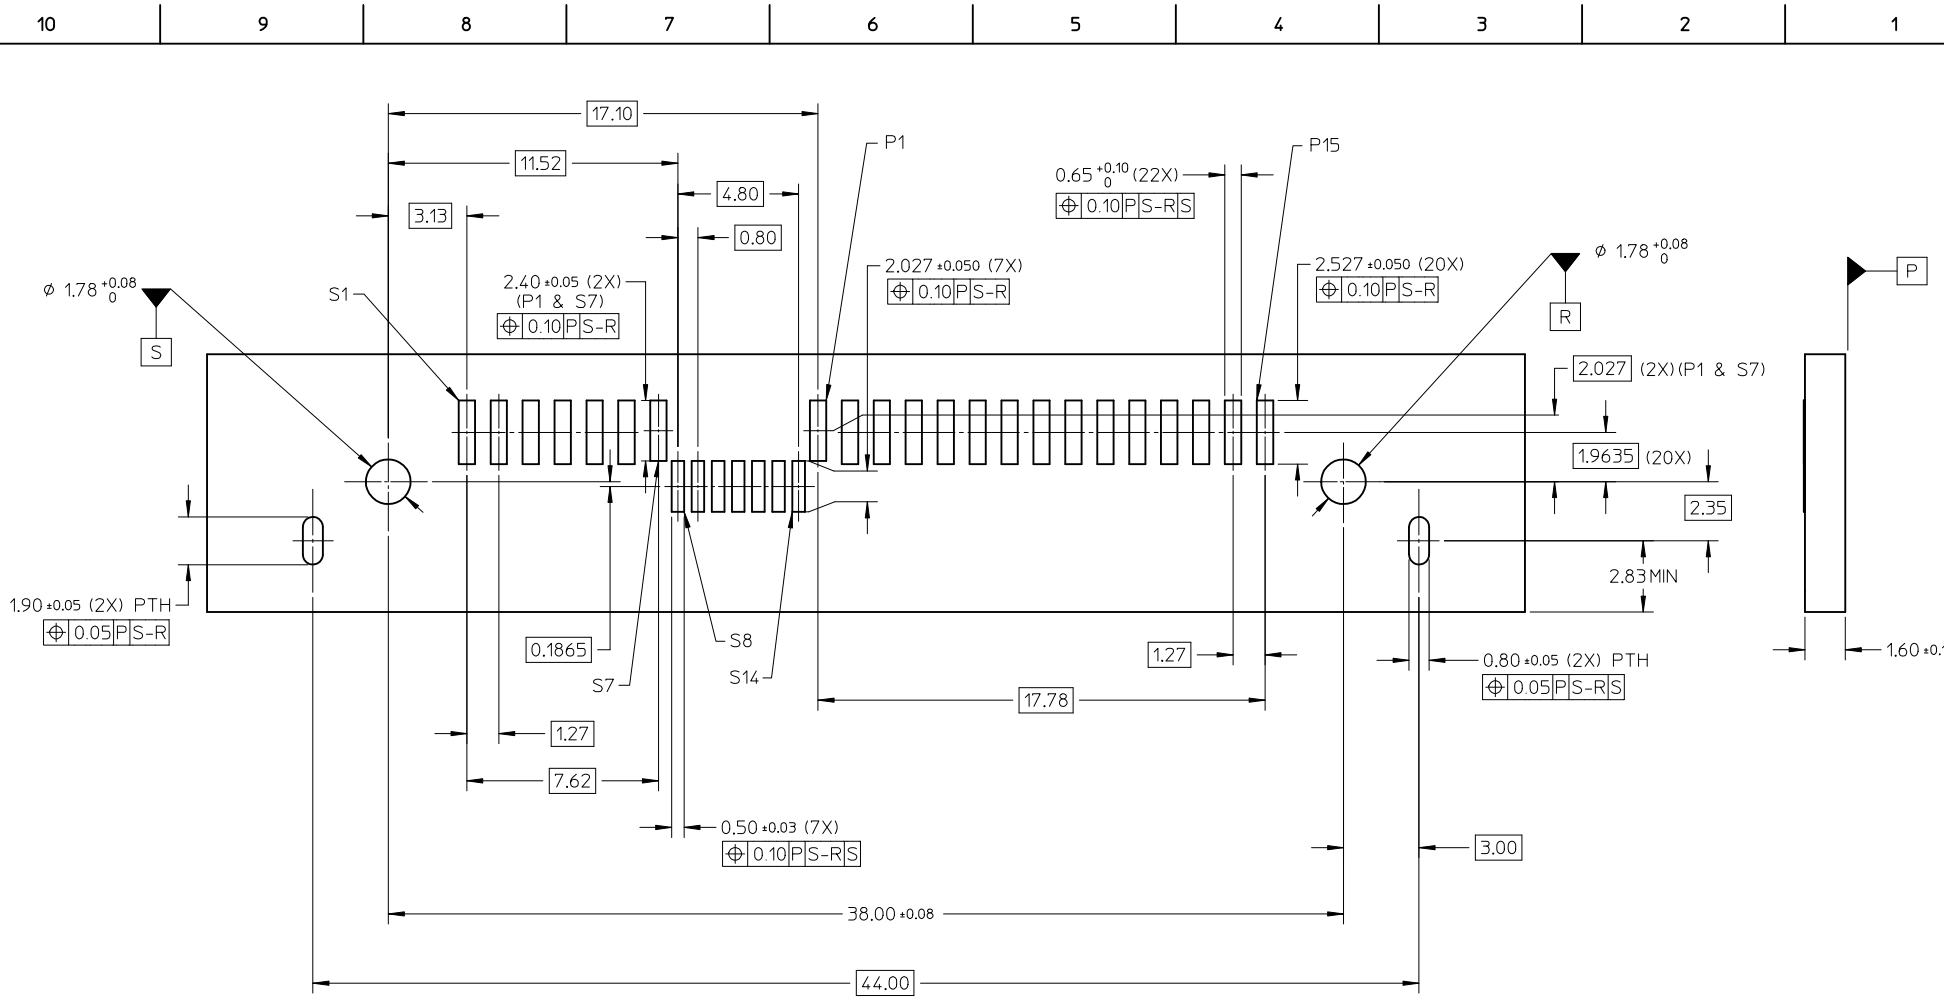 10 9 8 7 6 5 4 3 2 1
17.10
P1
P15
11.52
0.65 +0.10 0 (22X)
⌖ 0.10 P S-R S
4.80
3.13
0.80
ø 1.78 +0.08 0
S
S1
2.40 ±0.05 (2X)
(P1 & S7)
⌖ 0.10 P S-R
2.027 ±0.050 (7X)
⌖ 0.10 P S-R
2.527 ±0.050 (20X)
⌖ 0.10 P S-R
ø 1.78 +0.08 0
R
P
2.027 (2X)(P1 & S7)
1.9635 (20X)
2.35
2.83 MIN
1.90 ±0.05 (2X) PTH
⌖ 0.05 P S-R
0.1865
S8
S7
S14
1.27
0.80 ±0.05 (2X) PTH
⌖ 0.05 P S-R S
1.60 ±0.1
17.78
1.27
7.62
0.50 ±0.03 (7X)
⌖ 0.10 P S-R S
3.00
38.00 ±0.08
44.00